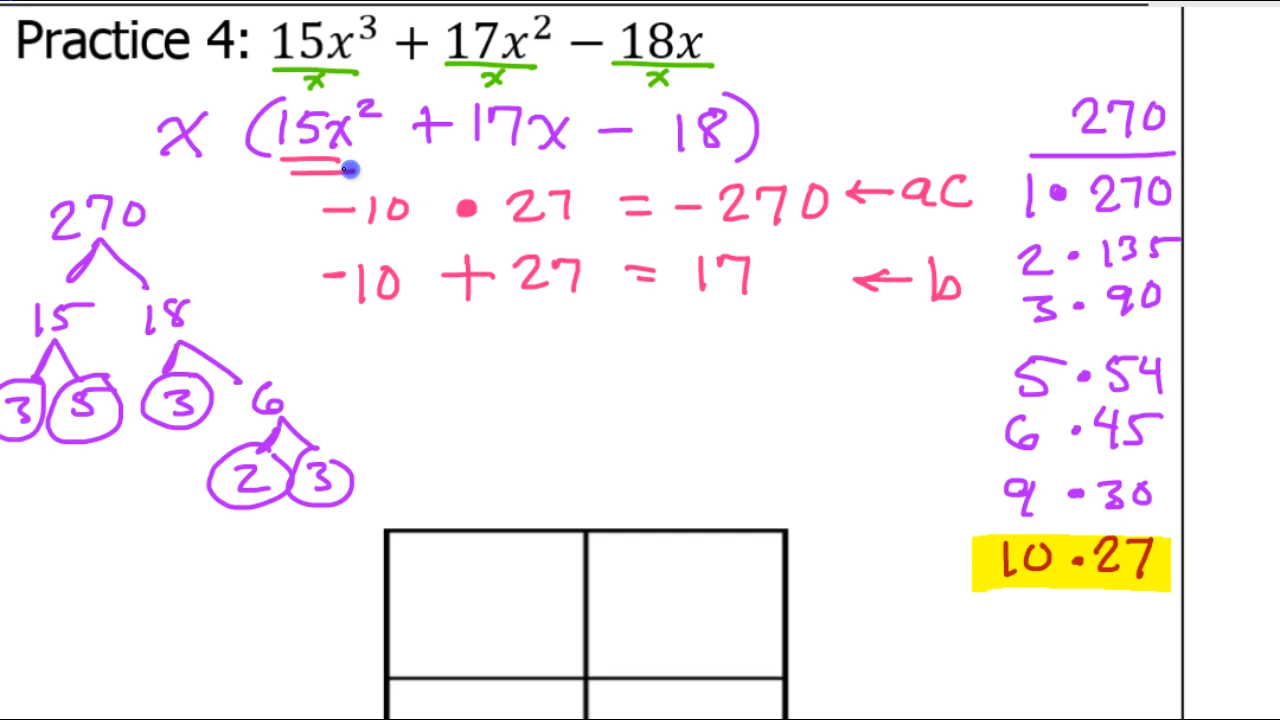 Practice 4: 15x³ + 17x² − 18x
x x x
x (15x² + 17x − 18)
-10 • 27 = -270 ← ac
-10 + 27 = 17 ← b
270
15 18
3 5 3 6
2 3
270
1 • 270
2 • 135
3 • 90
5 • 54
6 • 45
9 • 30
10 • 27